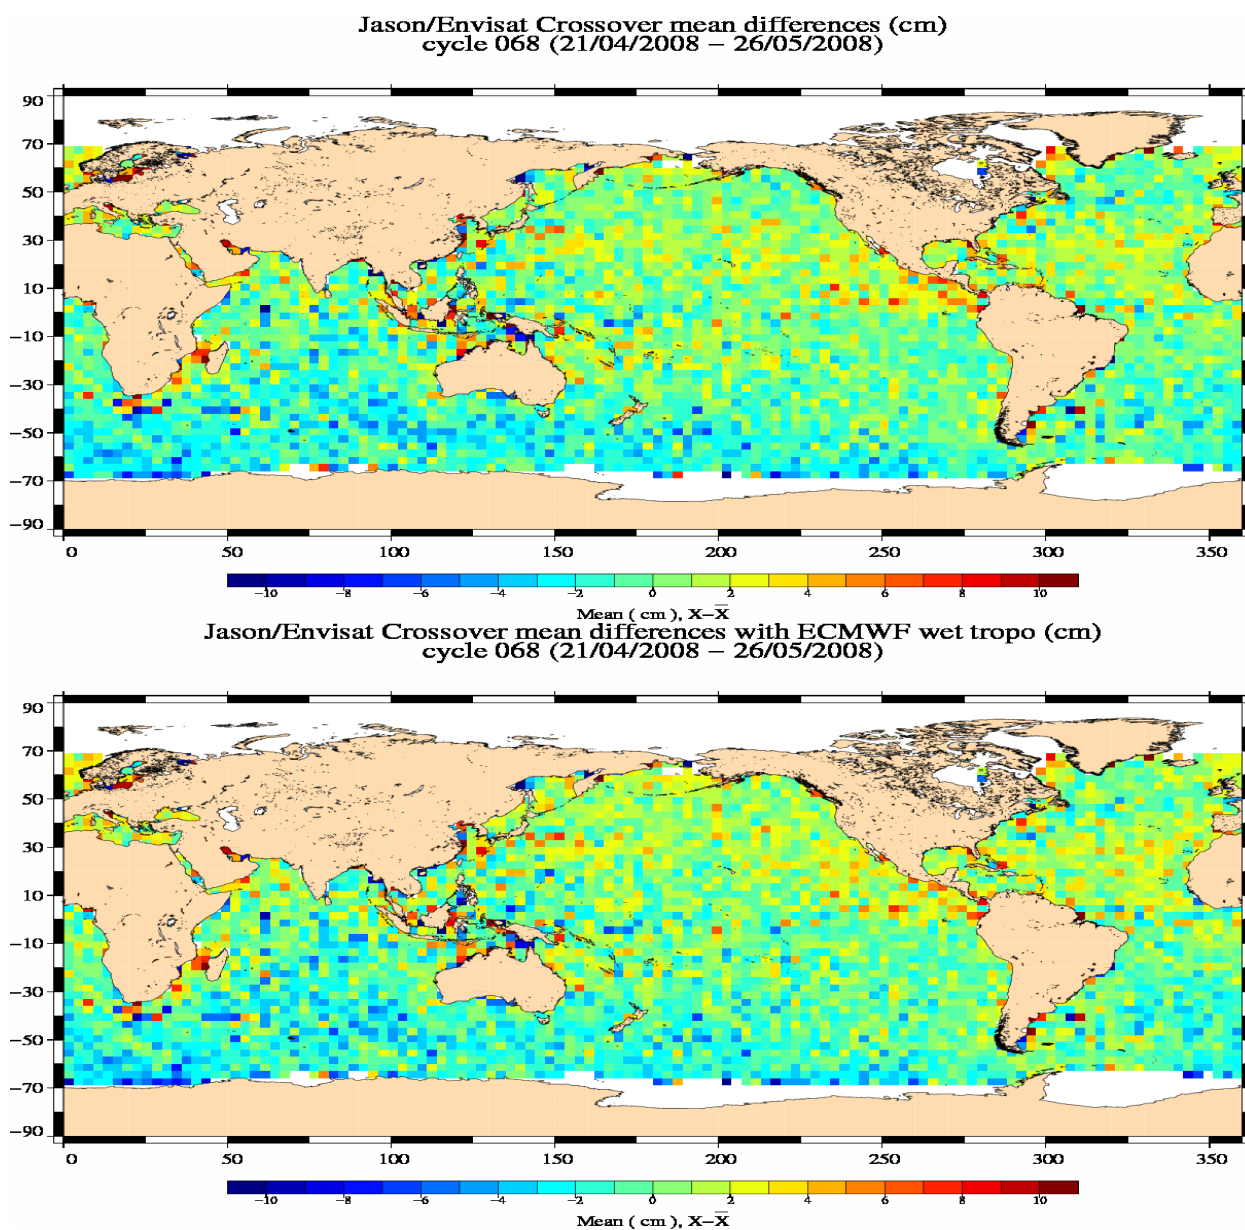 Jason/Envisat Crossover mean differences (cm)
cycle 068 (21/04/2008 − 26/05/2008)
90
70
50
30
10
−10
−30
−50
−70
−90
0 50 100 150 200 250 300 350
−10 −8 −6 −4 −2 0 2 4 6 8 10
Mean ( cm ), X−X̅
Jason/Envisat Crossover mean differences with ECMWF wet tropo (cm)
cycle 068 (21/04/2008 − 26/05/2008)
90
70
50
30
10
−10
−30
−50
−70
−90
0 50 100 150 200 250 300 350
−10 −8 −6 −4 −2 0 2 4 6 8 10
Mean ( cm ), X−X̅